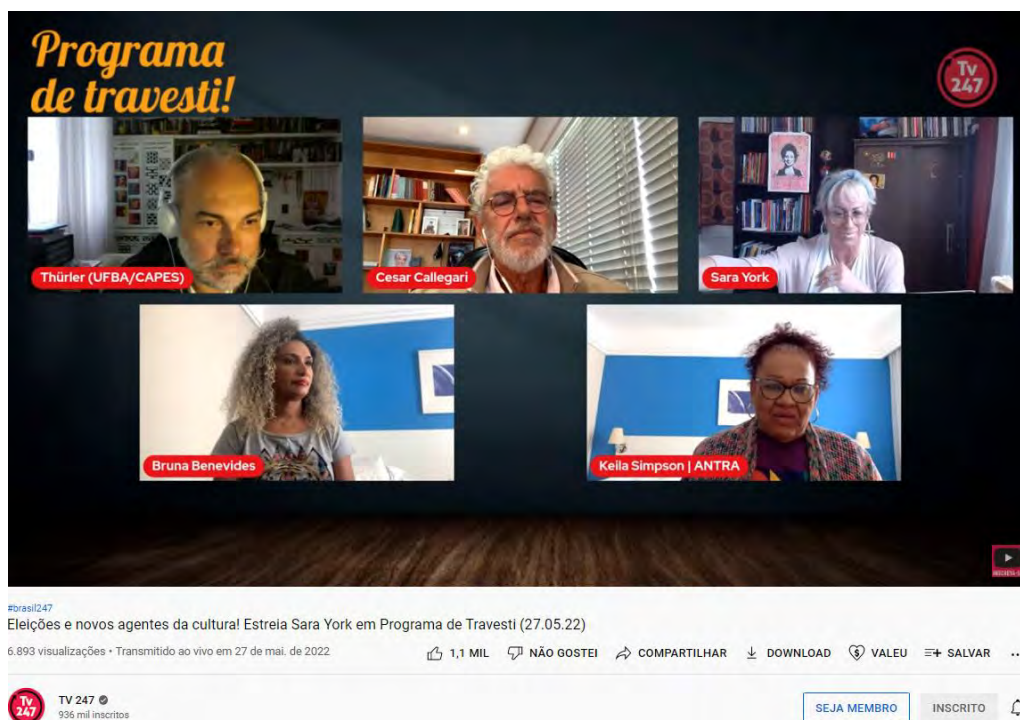 Programa
de travesti!
Tv
247
Thürler (UFBA/CAPES)
Cesar Callegari
Sara York
Bruna Benevides
Keila Simpson | ANTRA
#brasil247
Eleições e novos agentes da cultura! Estreia Sara York em Programa de Travesti (27.05.22)
6.893 visualizações • Transmitido ao vivo em 27 de mai. de 2022
1,1 MIL
NÃO GOSTEI
COMPARTILHAR
DOWNLOAD
VALEU
SALVAR
Tv
247
TV 247
936 mil inscritos
SEJA MEMBRO
INSCRITO